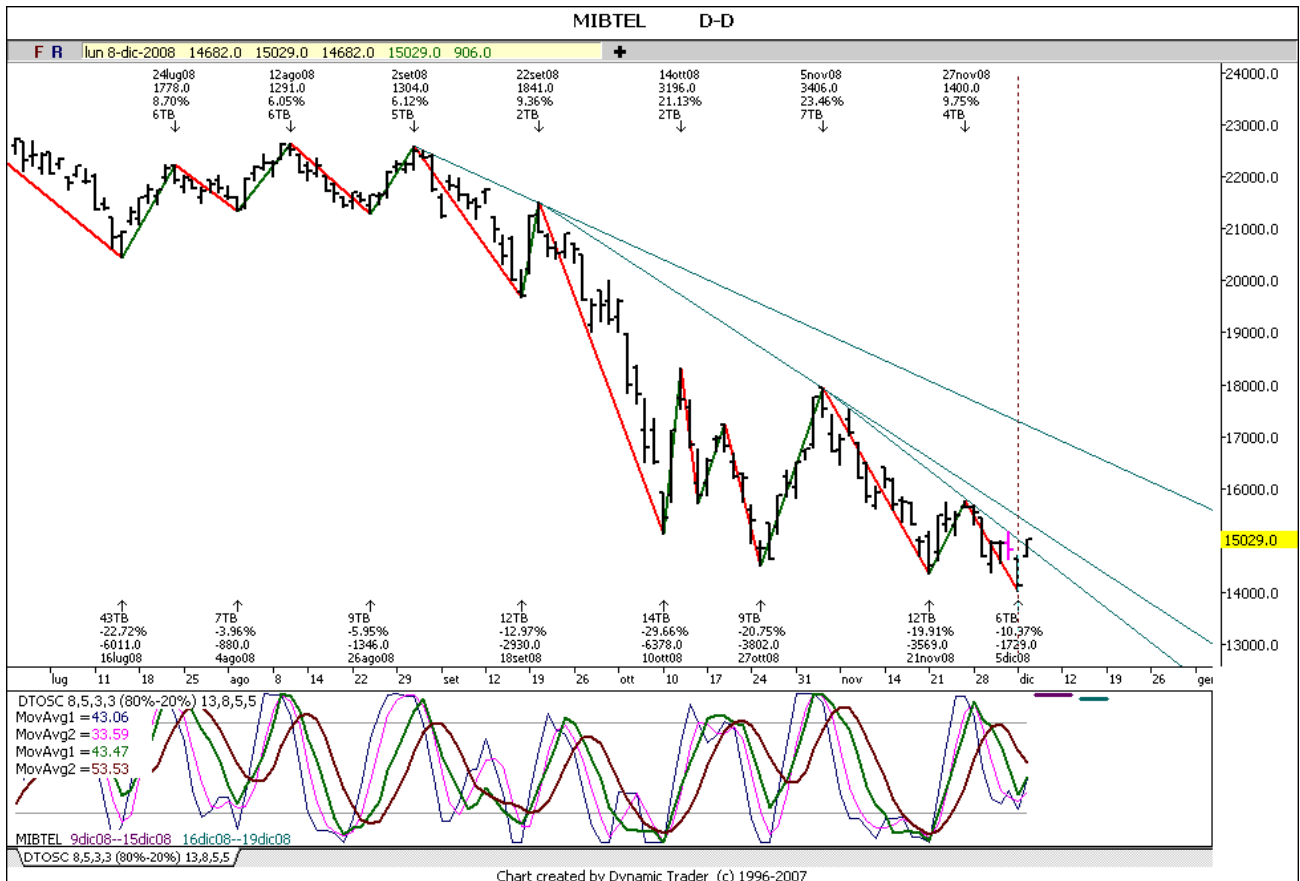 MIBTEL D-D
F R lun 8-dic-2008 14682.0 15029.0 14682.0 15029.0 906.0
24lug08 12ago08 2set08 22set08 14ott08 5nov08 27nov08
1778.0 1291.0 1304.0 1841.0 3196.0 3406.0 1400.0
8.70% 6.05% 6.12% 9.36% 21.13% 23.46% 9.75%
6TB 6TB 5TB 2TB 2TB 7TB 4TB
24000.0
23000.0
22000.0
21000.0
20000.0
19000.0
18000.0
17000.0
16000.0
15029.0
14000.0
13000.0
43TB 7TB 9TB 12TB 14TB 9TB 12TB 6TB
-22.72% -3.96% -5.95% -12.97% -29.66% -20.75% -19.91% -10.37%
-6011.0 -880.0 -1346.0 -2930.0 -6378.0 -3802.0 -3569.0 -1729.0
16lug08 4ago08 26ago08 18set08 10ott08 27ott08 21nov08 5dic08
lug 11 18 25 ago 8 14 22 29 set 12 19 26 ott 10 17 24 31 nov 14 21 28 dic 12 19 26 gen
DTOSC 8,5,3,3 (80%-20%) 13,8,5,5
MovAvg1 =43.06
MovAvg2 =33.59
MovAvg1 =43.47
MovAvg2 =53.53
MIBTEL 9dic08--15dic08 16dic08--19dic08
DTOSC 8,5,3,3 (80%-20%) 13,8,5,5
Chart created by Dynamic Trader (c) 1996-2007